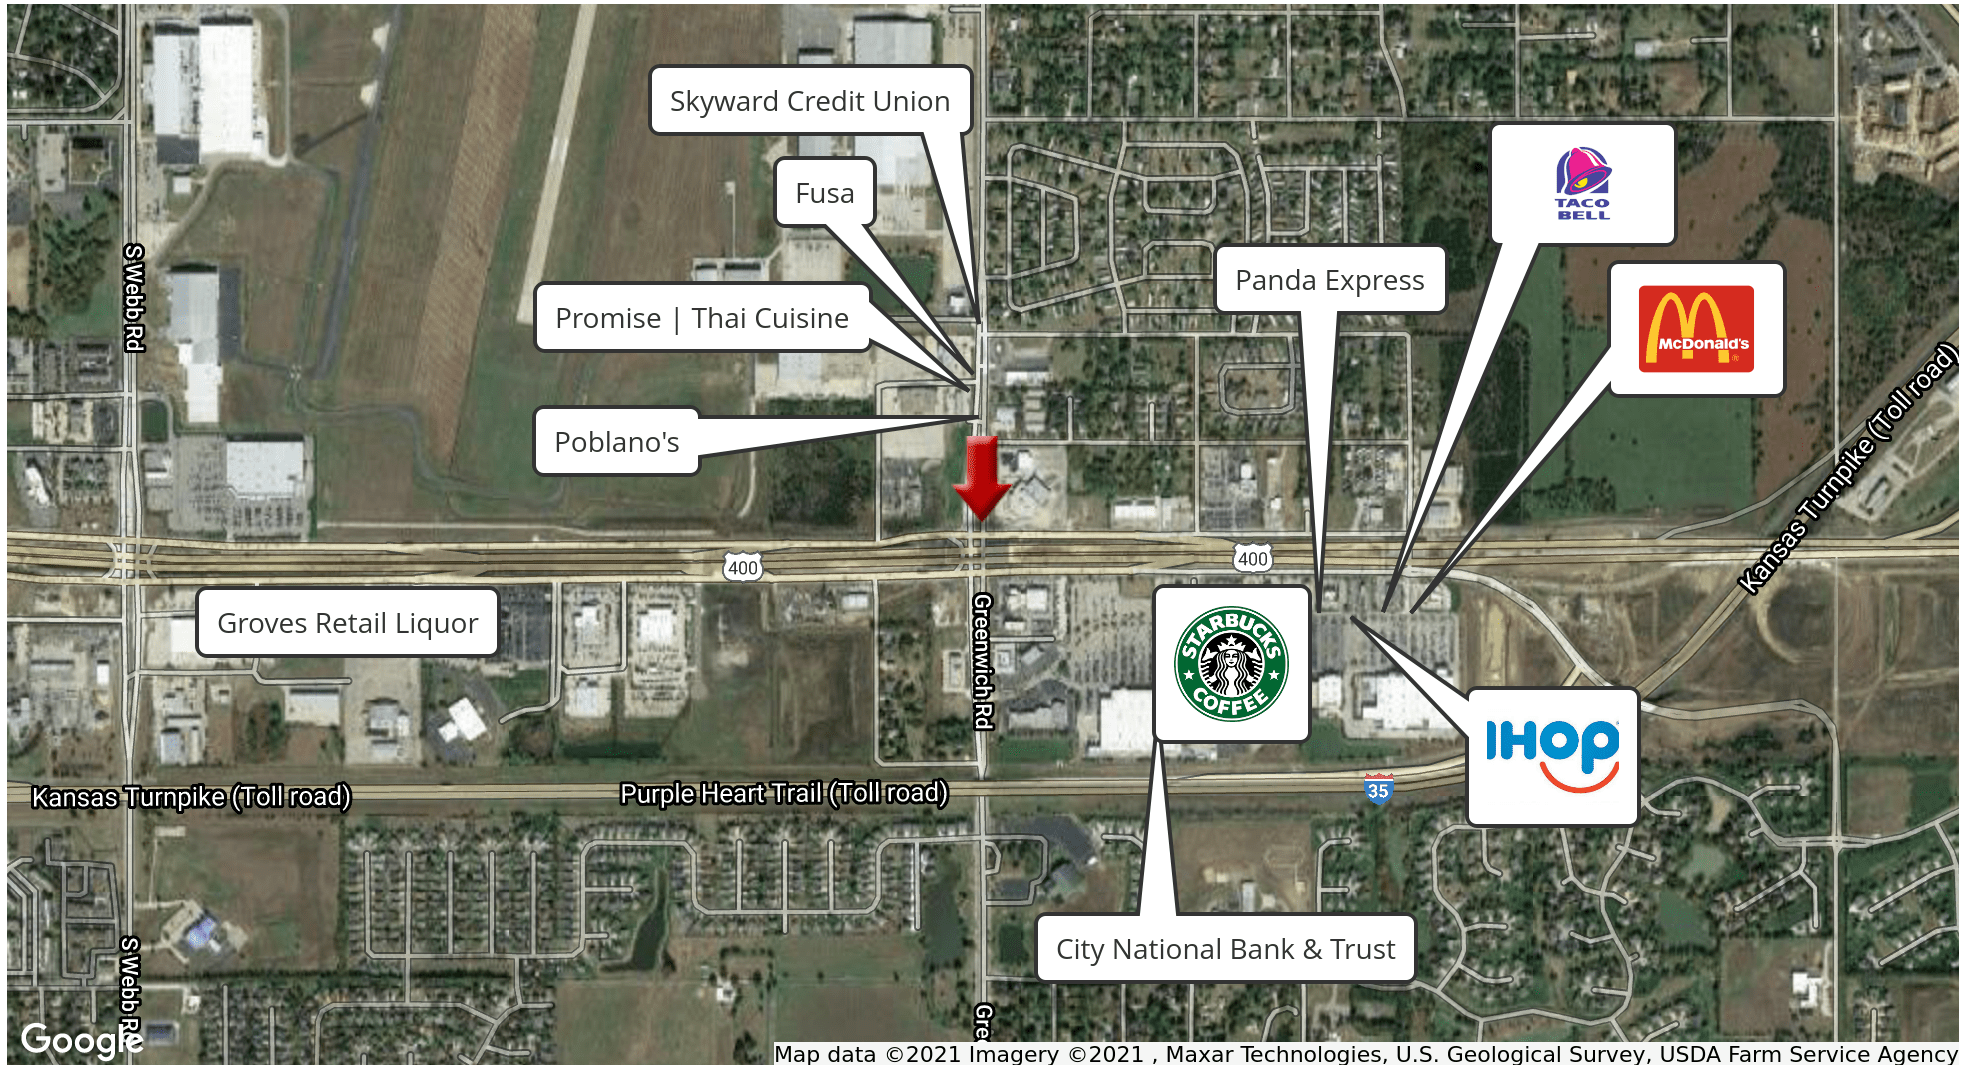 Skyward Credit Union
TACO
BELL
Fusa
S Webb Rd
Panda Express
Promise | Thai Cuisine
McDonald's
Poblano's
Kansas Turnpike (Toll road)
400
400
Groves Retail Liquor
Greenwich Rd
STARBUCKS
COFFEE
IHOP
Kansas Turnpike (Toll road)
Purple Heart Trail (Toll road)
35
City National Bank & Trust
S Webb Rd
Gre
Google
Map data ©2021 Imagery ©2021 , Maxar Technologies, U.S. Geological Survey, USDA Farm Service Agency